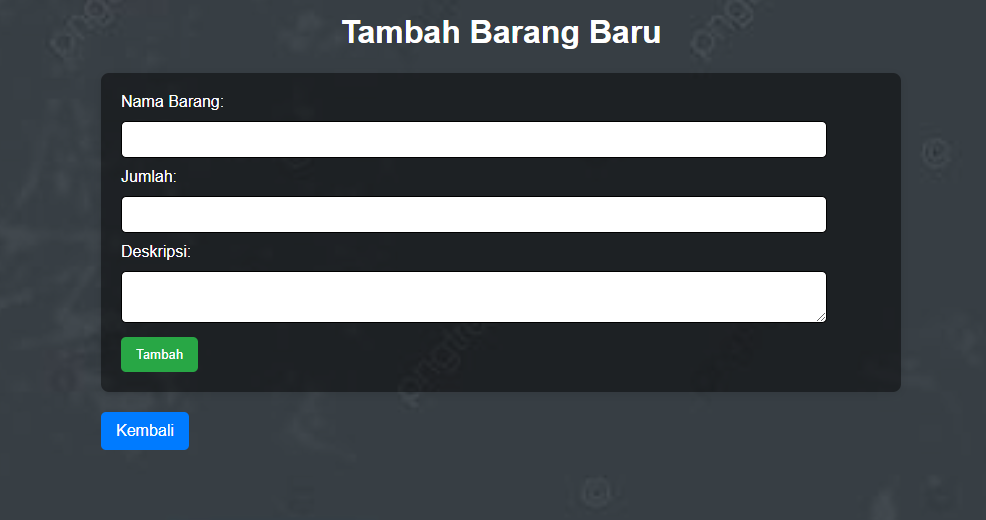 Tambah Barang Baru
Nama Barang:
Jumlah:
Deskripsi:
Tambah
Kembali